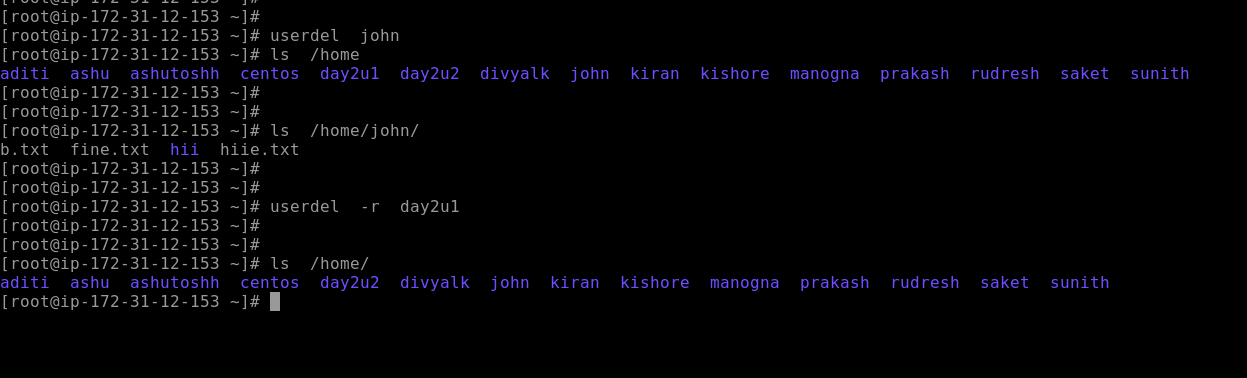 [root@ip-172-31-12-153 ~]#
[root@ip-172-31-12-153 ~]#
[root@ip-172-31-12-153 ~]# userdel  john
[root@ip-172-31-12-153 ~]# ls  /home
aditi  ashu  ashutoshh  centos  day2u1  day2u2  divyalk  john  kiran  kishore  manogna  prakash  rudresh  saket  sunith
[root@ip-172-31-12-153 ~]#
[root@ip-172-31-12-153 ~]#
[root@ip-172-31-12-153 ~]# ls  /home/john/
b.txt  fine.txt  hii  hiie.txt
[root@ip-172-31-12-153 ~]#
[root@ip-172-31-12-153 ~]#
[root@ip-172-31-12-153 ~]# userdel  -r  day2u1
[root@ip-172-31-12-153 ~]#
[root@ip-172-31-12-153 ~]#
[root@ip-172-31-12-153 ~]# ls  /home/
aditi  ashu  ashutoshh  centos  day2u2  divyalk  john  kiran  kishore  manogna  prakash  rudresh  saket  sunith
[root@ip-172-31-12-153 ~]#